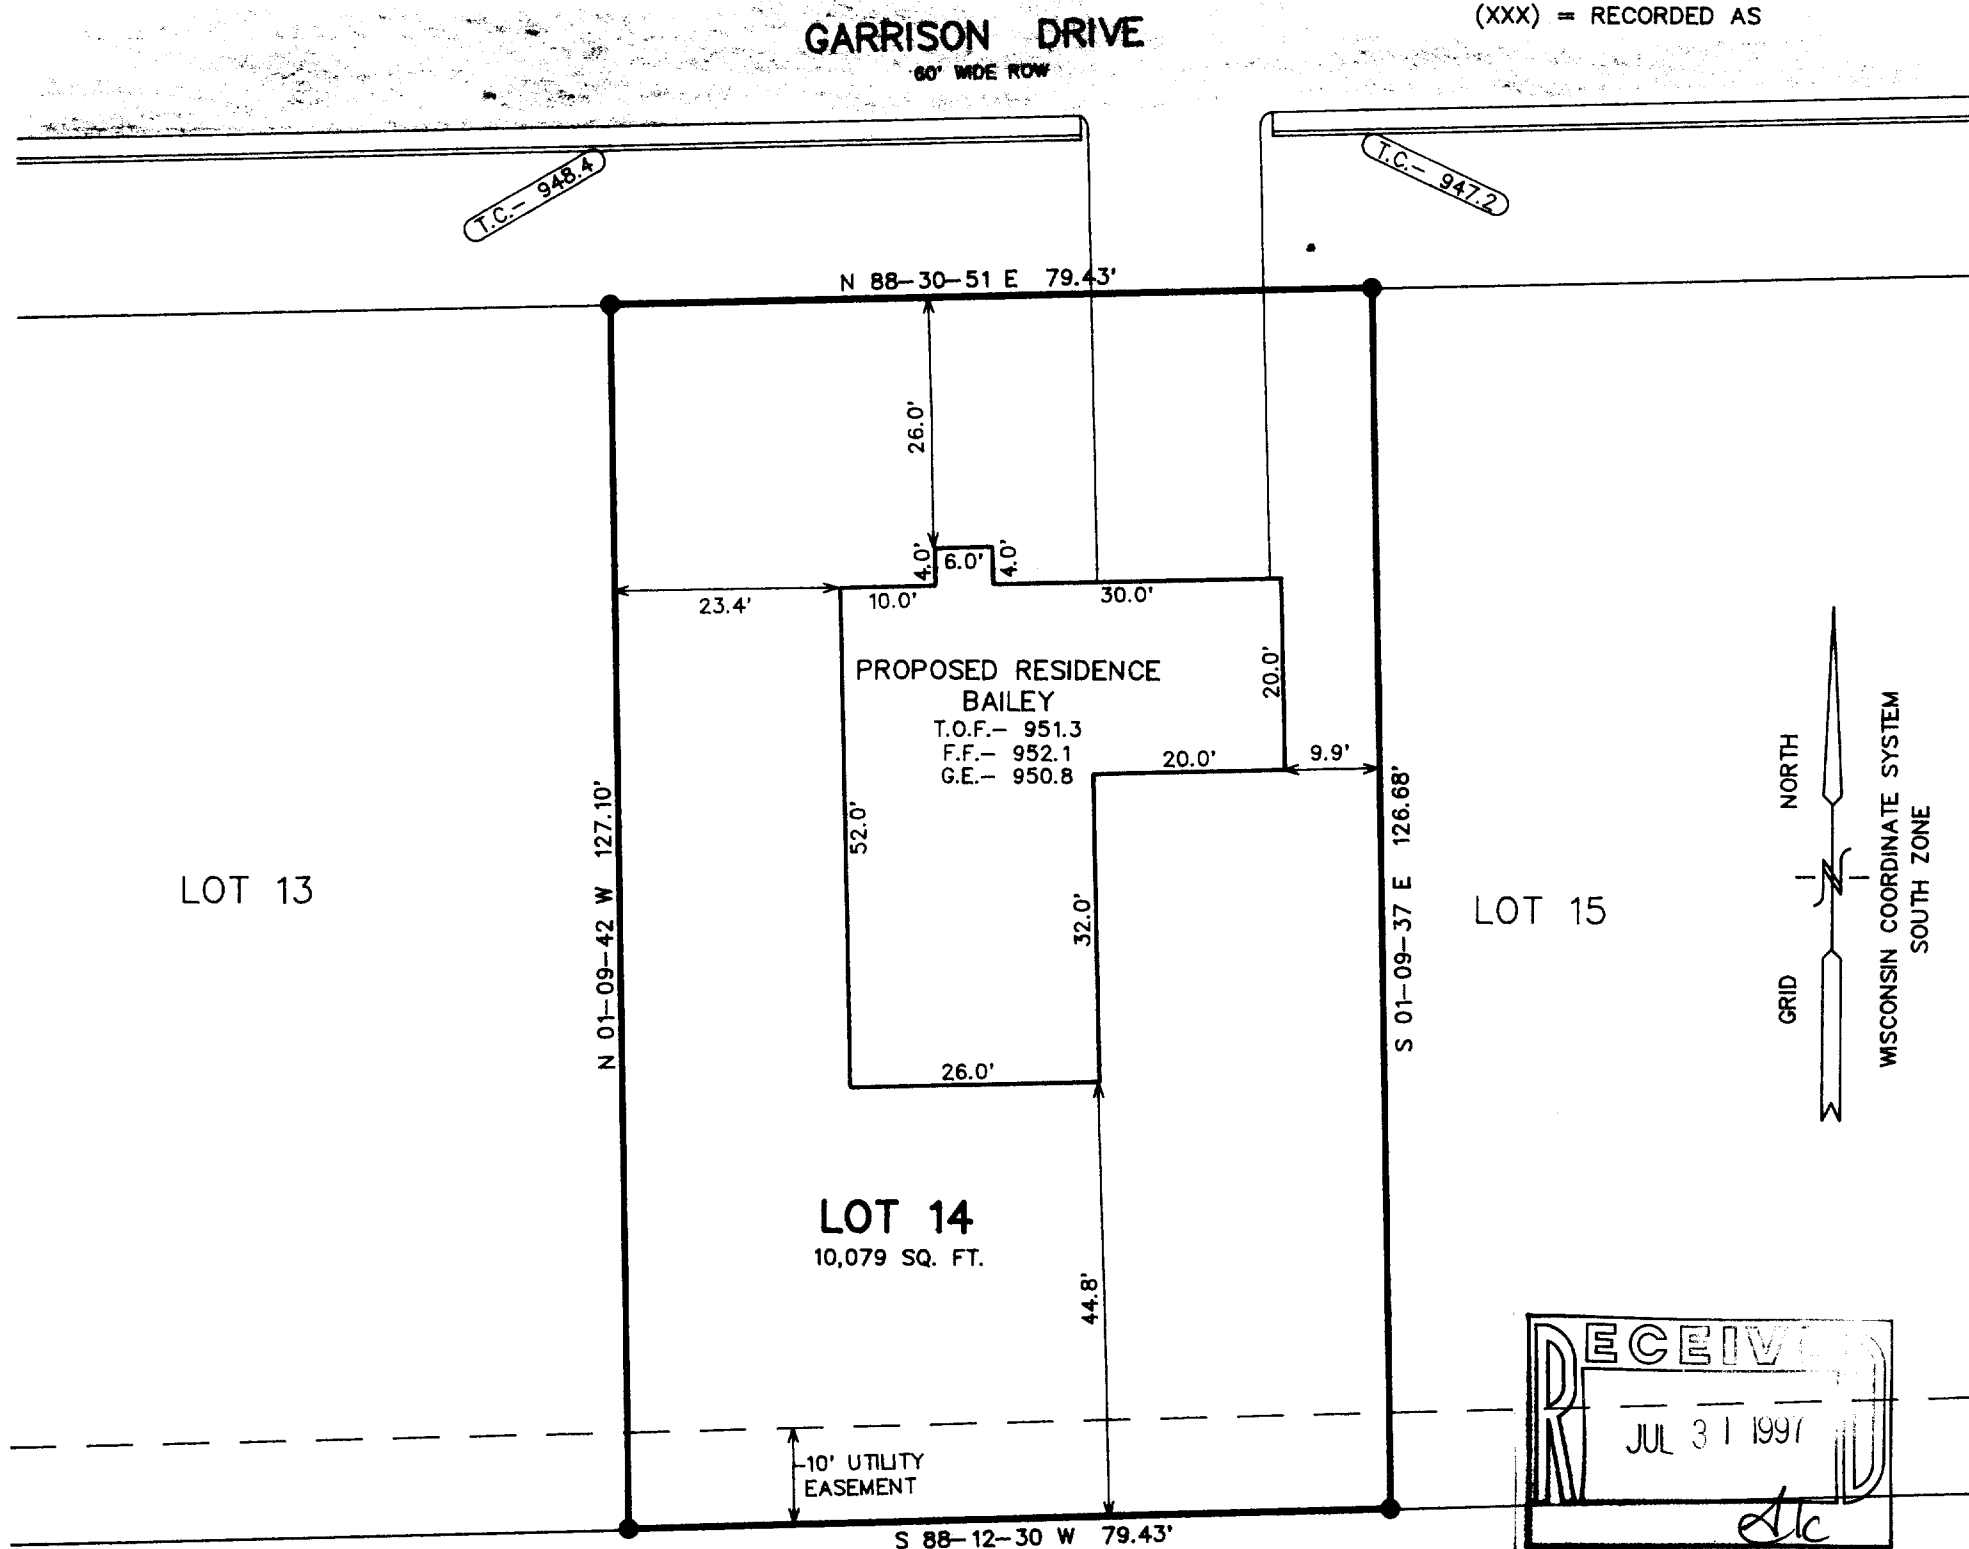 (XXX) = RECORDED AS
GARRISON DRIVE
60' WIDE ROW
T.C.– 948.4
T.C.– 947.2
N 88–30–51 E 79.43'
26.0'
4.0'
6.0'
4.0'
23.4'
10.0'
30.0'
PROPOSED RESIDENCE
BAILEY
T.O.F.– 951.3
F.F.– 952.1
G.E.– 950.8
20.0'
20.0'
9.9'
52.0'
32.0'
26.0'
N 01–09–42 W 127.10'
S 01–09–37 E 126.68'
LOT 13
LOT 15
GRID NORTH
N
WISCONSIN COORDINATE SYSTEM
SOUTH ZONE
LOT 14
10,079 SQ. FT.
44.8'
10' UTILITY
EASEMENT
S 88–12–30 W 79.43'
RECEIVED
JUL 31 1997